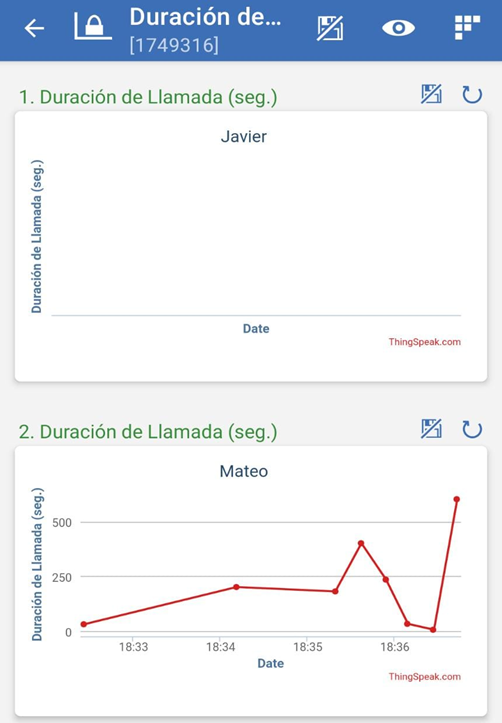 Duración de...
[1749316]
1. Duración de Llamada (seg.)
Javier
Duración de Llamada (seg.)
Date
ThingSpeak.com
2. Duración de Llamada (seg.)
Mateo
Duración de Llamada (seg.)
500
250
0
18:33 18:34 18:35 18:36
Date
ThingSpeak.com